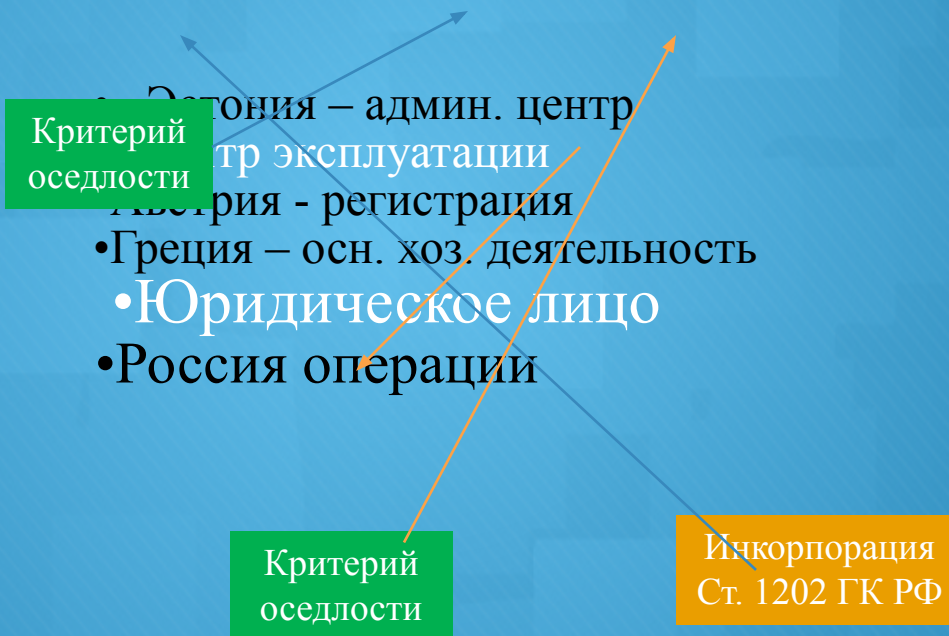 • Эстония – админ. центр
Критерий
оседлости
тр эксплуатации
•Австрия - регистрация
•Греция – осн. хоз. деятельность
•Юридическое лицо
•Россия операции
Критерий
оседлости
Инкорпорация
Ст. 1202 ГК РФ